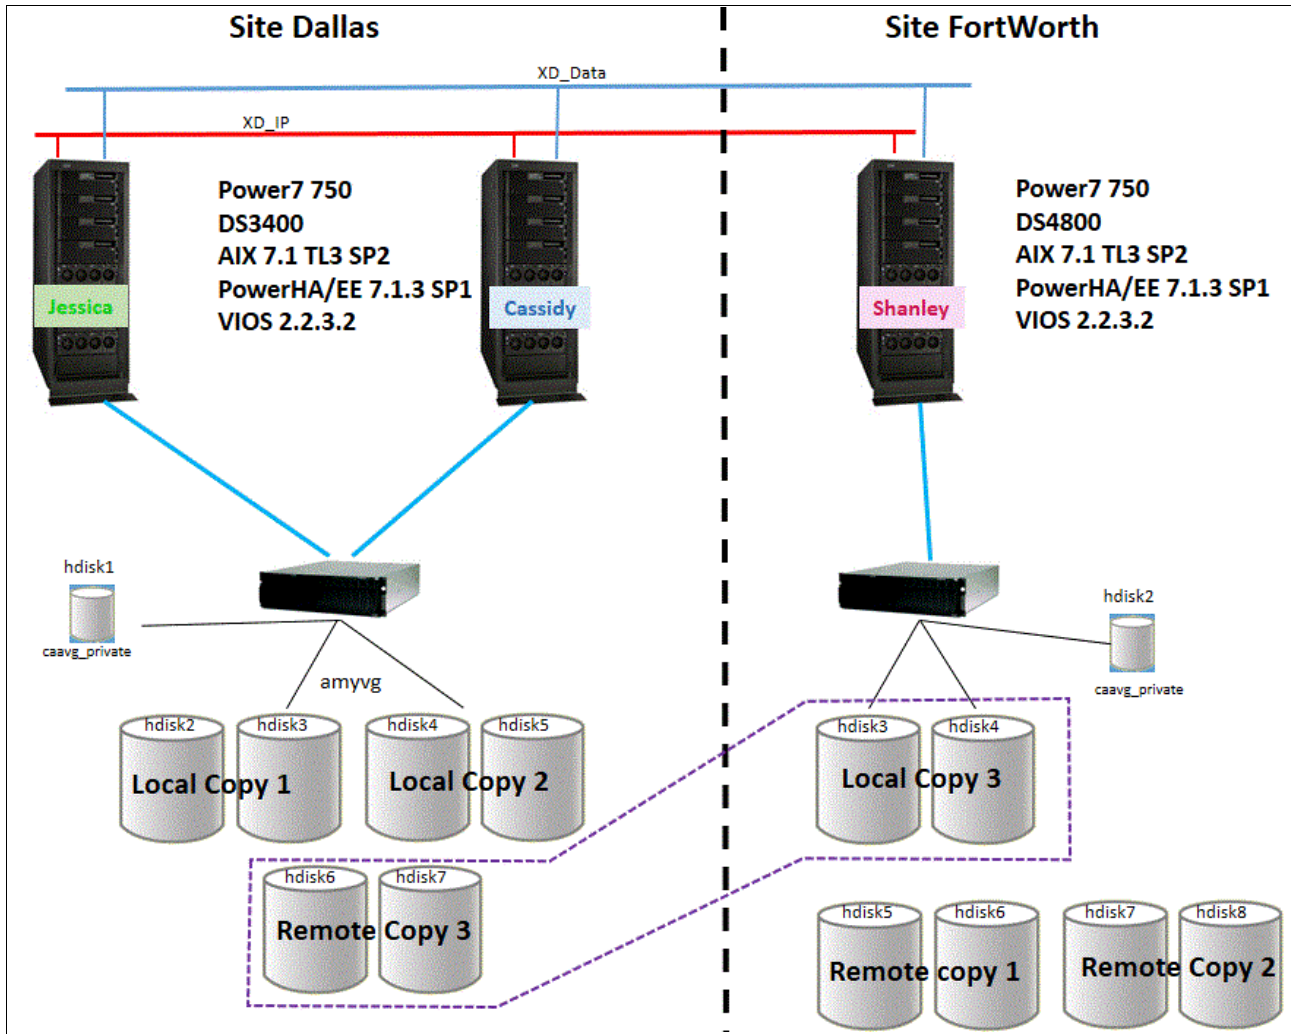 Site Dallas
Site FortWorth
XD_Data
XD_IP
Power7 750
DS3400
AIX 7.1 TL3 SP2
PowerHA/EE 7.1.3 SP1
VIOS 2.2.3.2
Jessica
Cassidy
Shanley
Power7 750
DS4800
AIX 7.1 TL3 SP2
PowerHA/EE 7.1.3 SP1
VIOS 2.2.3.2
hdisk1
caavg_private
hdisk2
caavg_private
amyvg
hdisk2
hdisk3
hdisk4
hdisk5
Local Copy 1
Local Copy 2
hdisk3
hdisk4
Local Copy 3
hdisk6
hdisk7
Remote Copy 3
hdisk5
hdisk6
hdisk7
hdisk8
Remote copy 1
Remote Copy 2